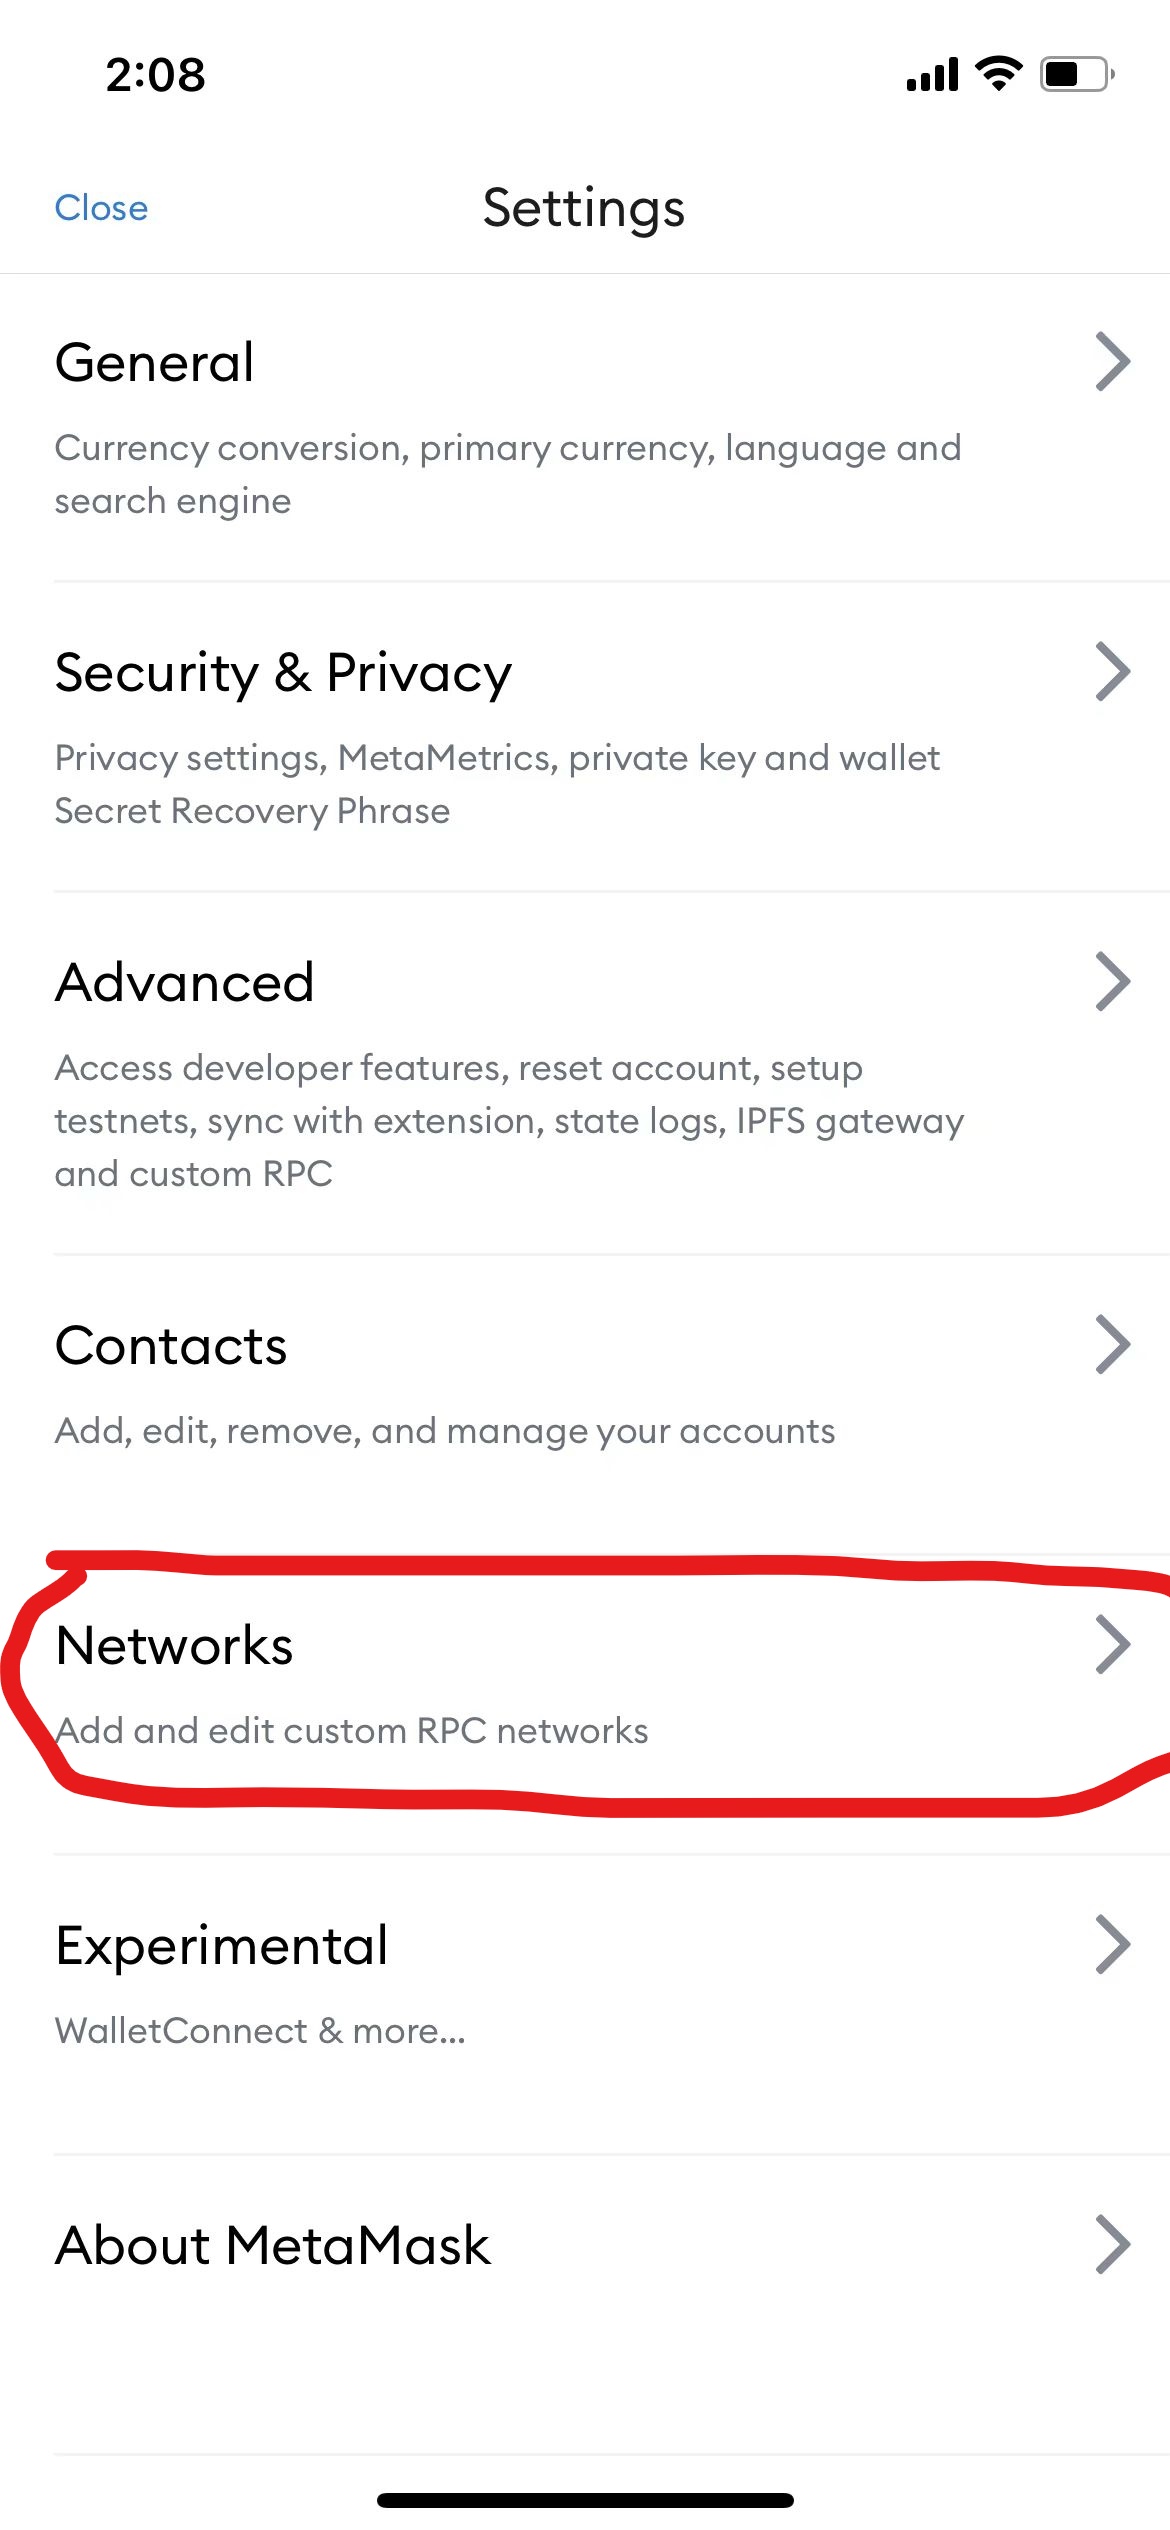 2:08
Close
Settings
General
Currency conversion, primary currency, language and
search engine
Security & Privacy
Privacy settings, MetaMetrics, private key and wallet
Secret Recovery Phrase
Advanced
Access developer features, reset account, setup
testnets, sync with extension, state logs, IPFS gateway
and custom RPC
Contacts
Add, edit, remove, and manage your accounts
Networks
Add and edit custom RPC networks
Experimental
WalletConnect & more...
About MetaMask